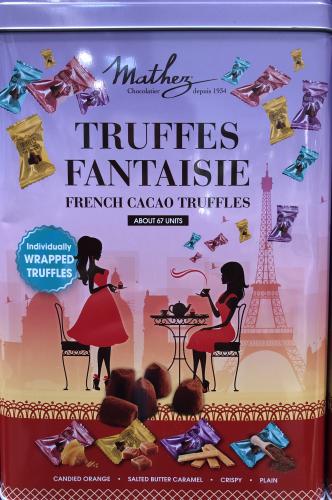 Mathez
Chocolatier depuis 1934
TRUFFES
FANTAISIE
FRENCH CACAO TRUFFLES
ABOUT 67 UNITS
Individually
WRAPPED
TRUFFLES
CANDIED ORANGE • SALTED BUTTER CARAMEL • CRISPY • PLAIN